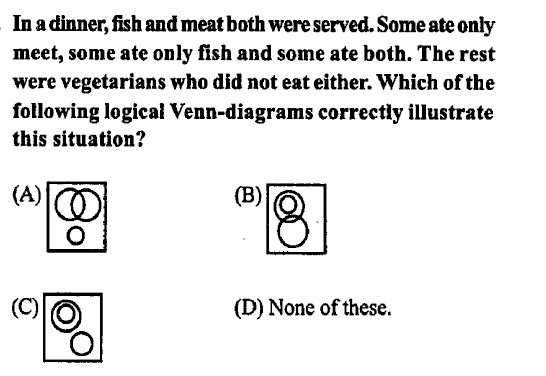 In a dinner, fish and meat both were served. Some ate only
meet, some ate only fish and some ate both. The rest
were vegetarians who did not eat either. Which of the
following logical Venn-diagrams correctly illustrate
this situation?
(A)
(B)
(C)
(D) None of these.